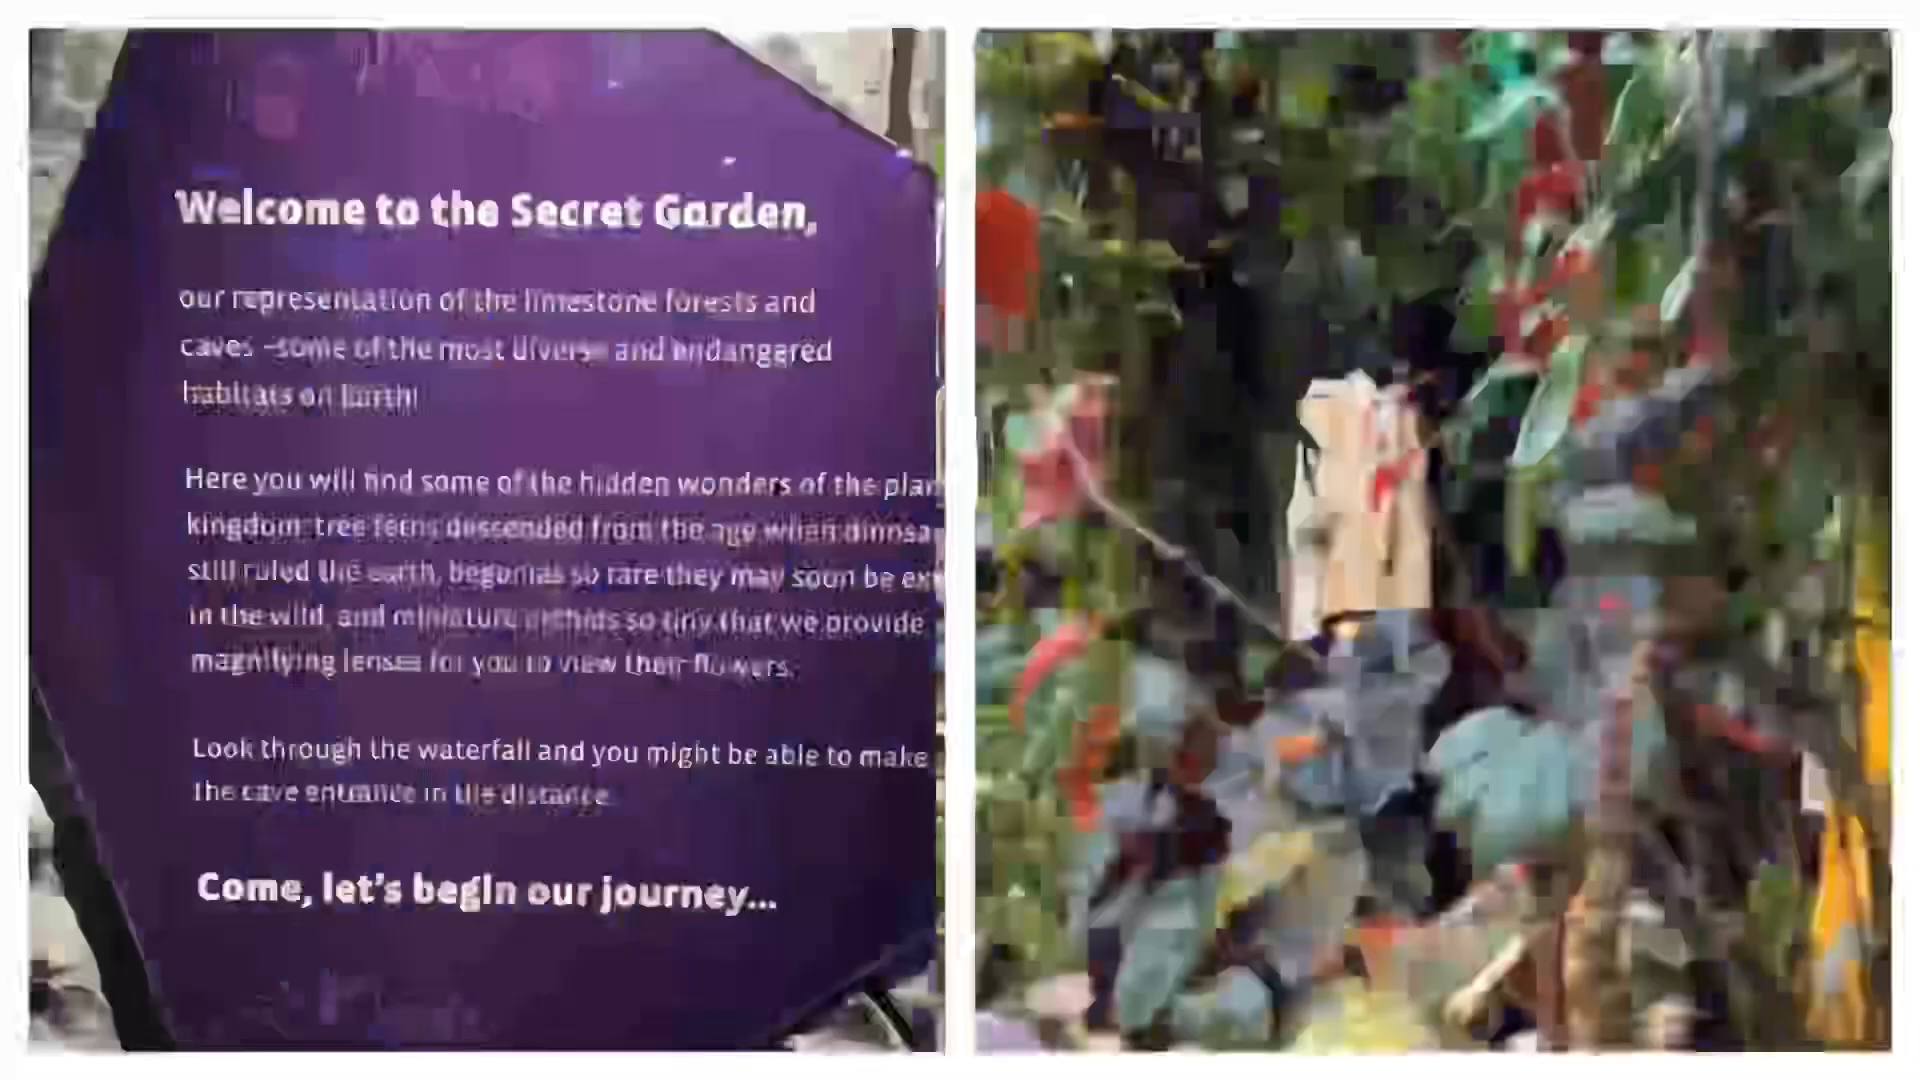 Welcome to the Secret Garden,
our representation of the limestone forests and
caves –some of the most diverse and endangered
habitats on Earth!
Here you will find some of the hidden wonders of the plan
kingdom: tree ferns descended from the age when dinosa
still ruled the earth, begonias so rare they may soon be ex
in the wild, and miniature orchids so tiny that we provide
magnifying lenses for you to view their flowers.
Look through the waterfall and you might be able to make
the cave entrance in the distance.
Come, let's begin our journey...